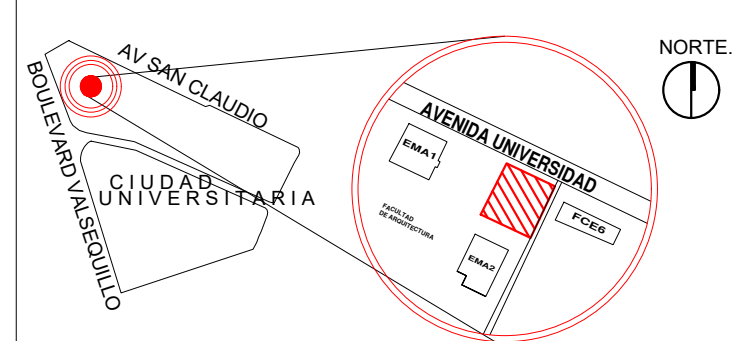 NORTE.
AV SAN CLAUDIO
BOULEVARD VALSEQUILLO
CIUDAD
UNIVERSITARIA
AVENIDA UNIVERSIDAD
EMA1
FACULTAD
DE ARQUITECTURA
FCE6
EMA2